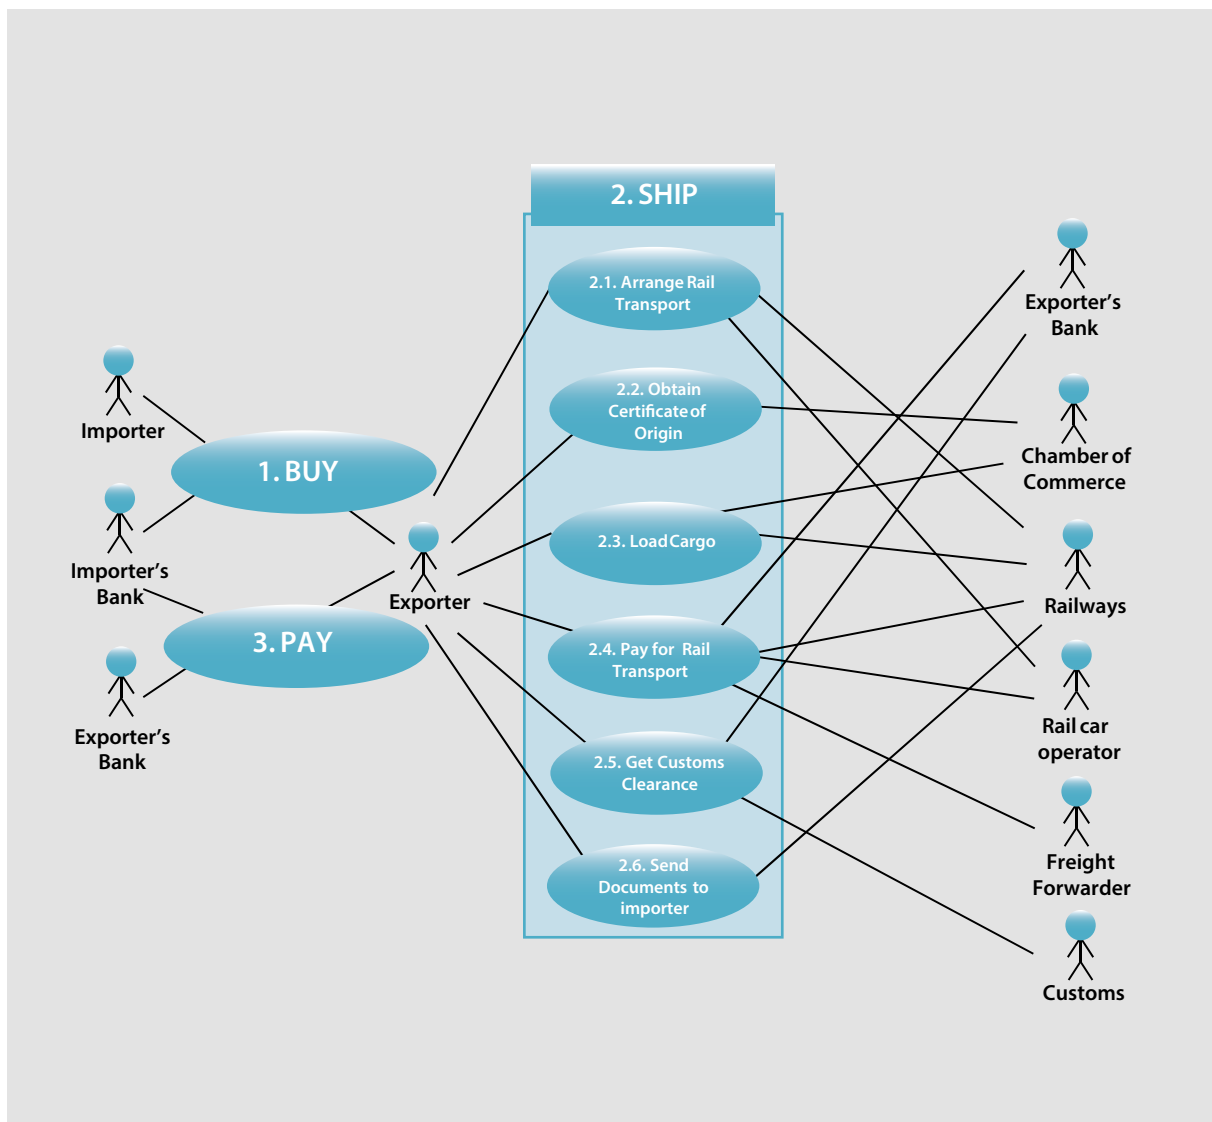 2. SHIP
2.1. Arrange Rail
Transport
2.2. Obtain
Certificate of
Origin
2.3. Load Cargo
2.4. Pay for Rail
Transport
2.5. Get Customs
Clearance
2.6. Send
Documents to
importer
Importer
1. BUY
Importer's
Bank
Exporter
3. PAY
Exporter's
Bank
Exporter's
Bank
Chamber of
Commerce
Railways
Rail car
operator
Freight
Forwarder
Customs